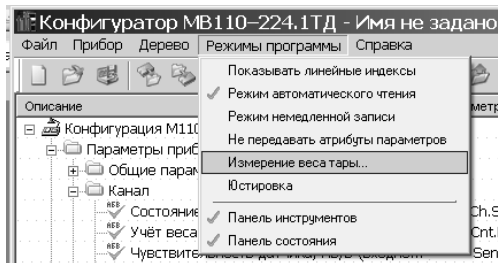 Конфигуратор МВ110–224.1ТД - Имя не задано
Файл Прибор Дерево Режимы программы Справка
Показывать линейные индексы
Режим автоматического чтения
Описание
Режим немедленной записи
Конфигурация М110
Не передавать атрибуты параметров
Параметры приб
Измерение веса тары...
Общие парам
Юстировка
Канал
Состояние
Панель инструментов
Ch.S
Учёт веса
Cnt.
Панель состояния
Sen